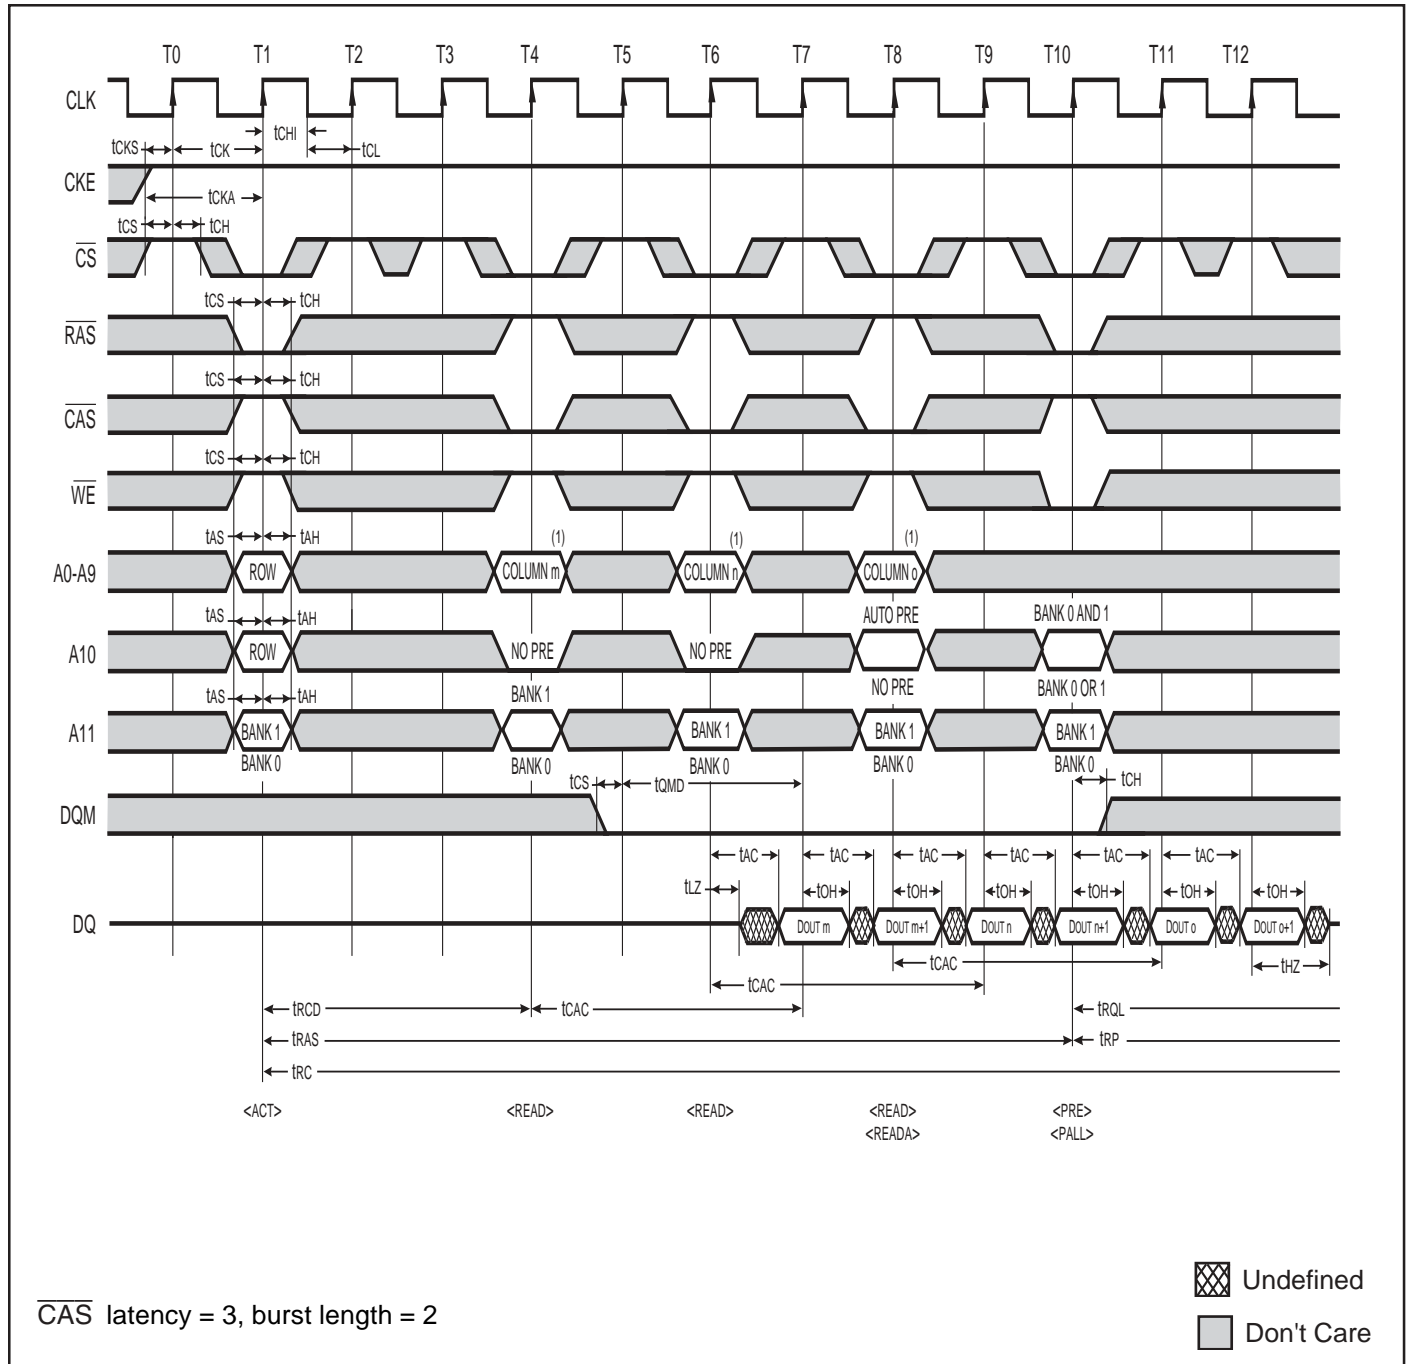 T0 T1 T2 T3 T4 T5 T6 T7 T8 T9 T10 T11 T12
CLK
tCHI
tCKS tCK tCL
CKE
tCKA
tCS tCH
CS
tCS tCH
RAS
tCS tCH
CAS
tCS tCH
WE
tAS tAH (1) (1) (1)
A0-A9 ROW COLUMN m COLUMN n COLUMN o
tAS tAH AUTO PRE BANK 0 AND 1
A10 ROW NO PRE NO PRE
tAS tAH BANK 1 NO PRE BANK 0 OR 1
A11 BANK 1 BANK 1 BANK 1 BANK 1
BANK 0 BANK 0 BANK 0 BANK 0 BANK 0
tCS tQMD tCH
DQM
tAC tAC tAC tAC tAC tAC
tLZ tOH tOH tOH tOH tOH tOH
DQ DOUT m DOUT m+1 DOUT n DOUT n+1 DOUT o DOUT o+1
tCAC tHZ
tCAC
tRCD tCAC tRQL
tRAS tRP
tRC
<ACT> <READ> <READ> <READ> <PRE>
<READA> <PALL>
Undefined
CAS latency = 3, burst length = 2
Don't Care